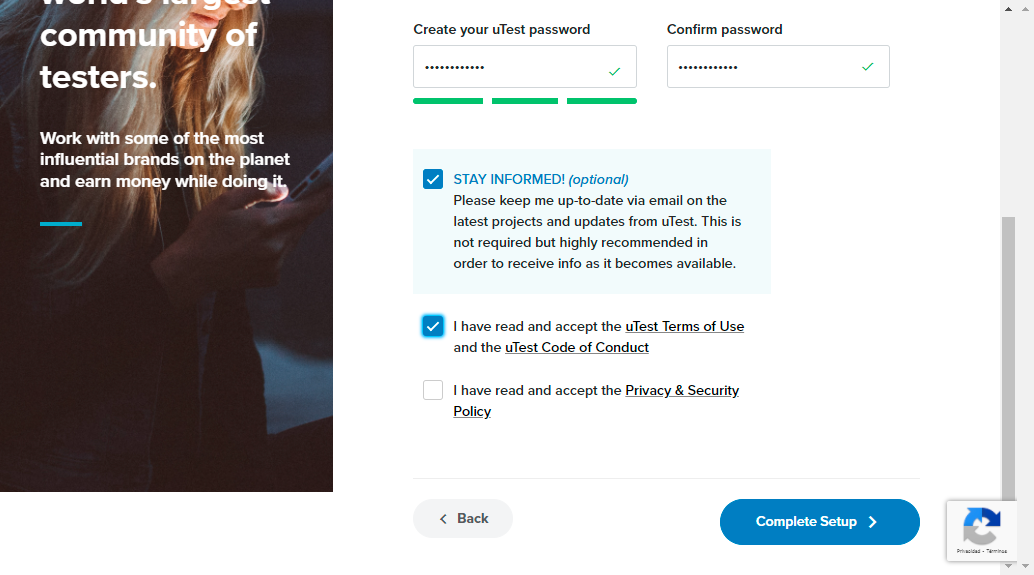 world's largest
community of
testers.
Work with some of the most
influential brands on the planet
and earn money while doing it.
Create your uTest password
Confirm password
••••••••••••
••••••••••••
STAY INFORMED! (optional)
Please keep me up-to-date via email on the
latest projects and updates from uTest. This is
not required but highly recommended in
order to receive info as it becomes available.
I have read and accept the uTest Terms of Use
and the uTest Code of Conduct
I have read and accept the Privacy & Security
Policy
Back
Complete Setup
Privacidad - Términos